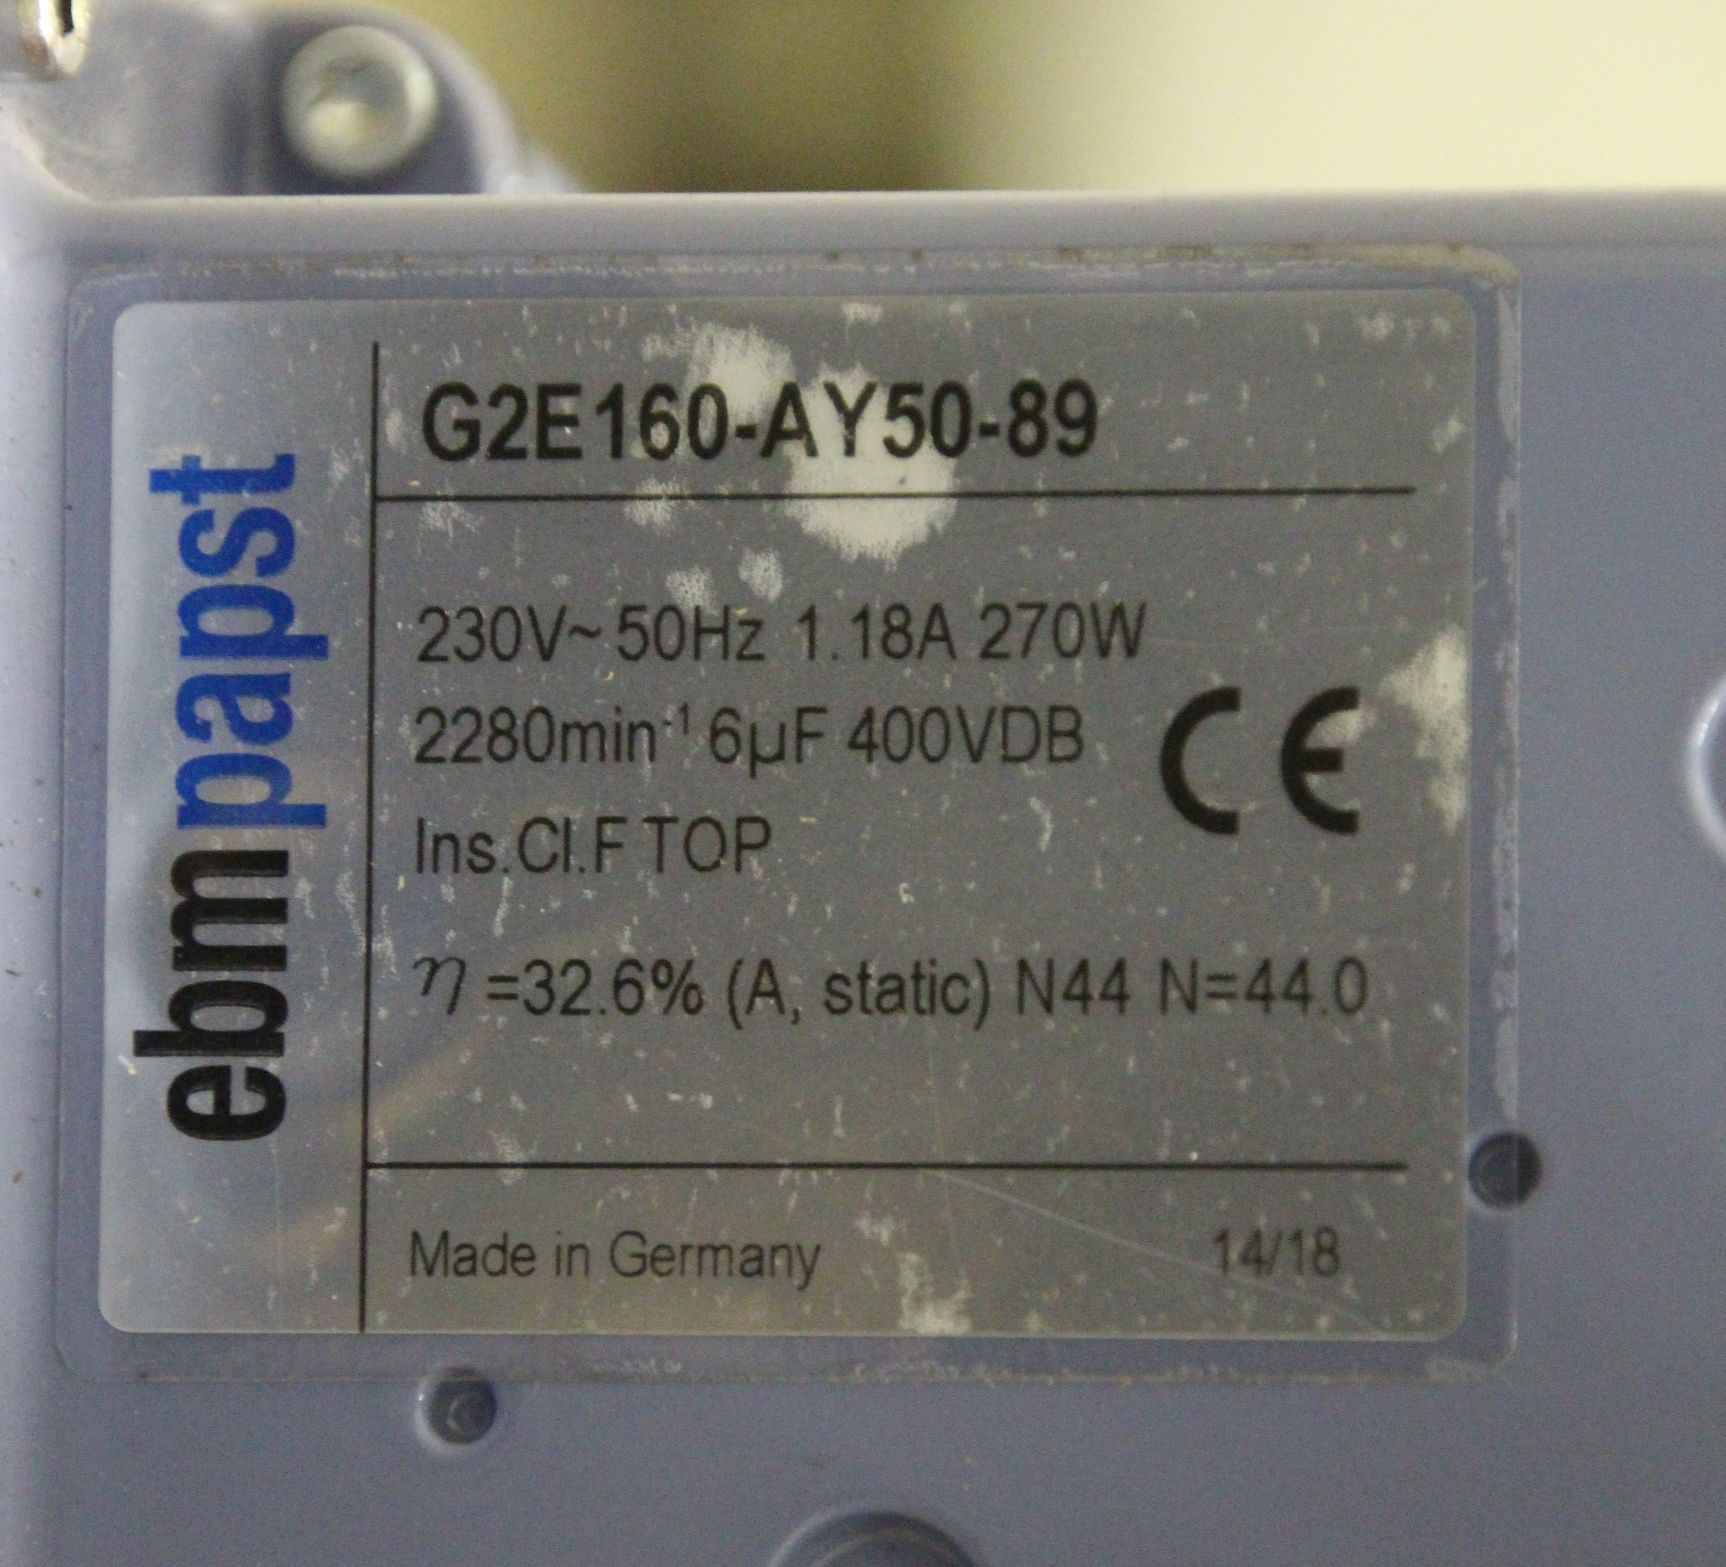 ebmpapst
G2E160-AY50-89
230V~ 50Hz 1.18A 270W
2280min⁻¹ 6µF 400VDB
Ins.Cl.F TOP
CE
η =32.6% (A, static) N44 N=44.0
Made in Germany 14/18